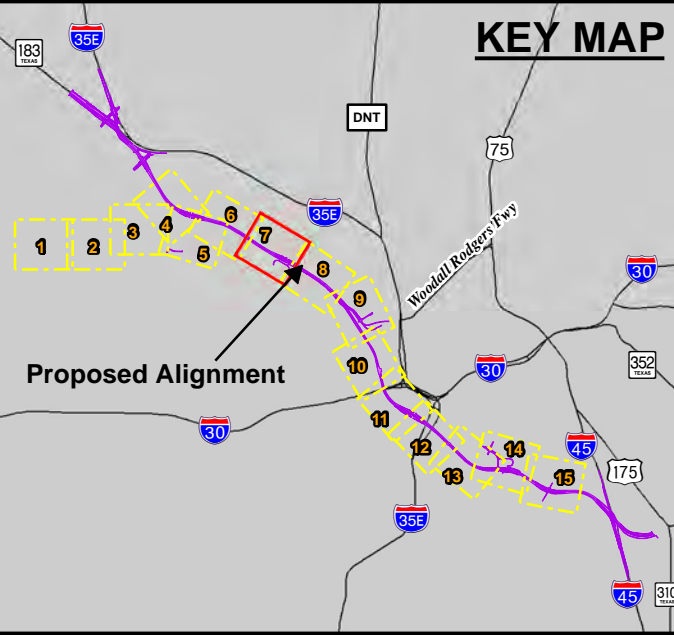 KEY MAP
35E
183
TEXAS
DNT
75
Woodall Rodgers Fwy
35E
1
2
3
4
5
6
7
8
9
10
11
12
13
14
15
30
352
TEXAS
30
Proposed Alignment
30
45
175
35E
45
310
TEXAS